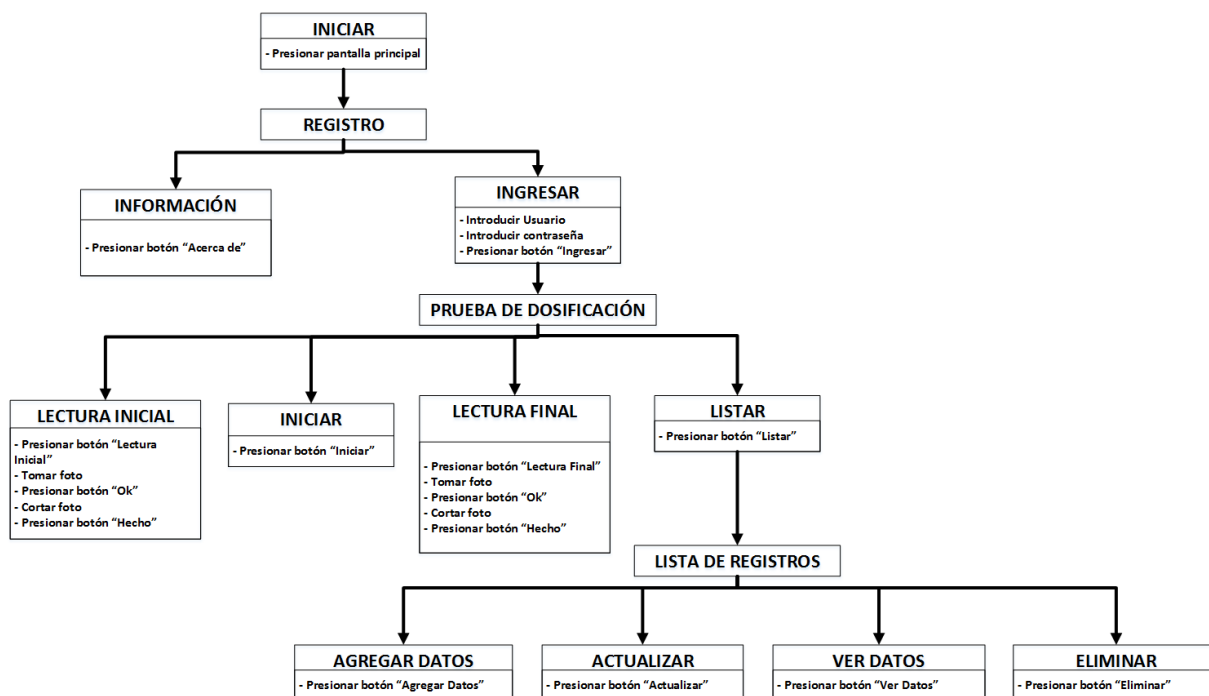 INICIAR
- Presionar pantalla principal
REGISTRO
INFORMACIÓN
- Presionar botón “Acerca de”
INGRESAR
- Introducir Usuario
- Introducir contraseña
- Presionar botón “Ingresar”
PRUEBA DE DOSIFICACIÓN
LECTURA INICIAL
- Presionar botón “Lectura
Inicial”
- Tomar foto
- Presionar botón “Ok”
- Cortar foto
- Presionar botón “Hecho”
INICIAR
- Presionar botón “Iniciar”
LECTURA FINAL
- Presionar botón “Lectura Final”
- Tomar foto
- Presionar botón “Ok”
- Cortar foto
- Presionar botón “Hecho”
LISTAR
- Presionar botón “Listar”
LISTA DE REGISTROS
AGREGAR DATOS
- Presionar botón “Agregar Datos”
ACTUALIZAR
- Presionar botón “Actualizar”
VER DATOS
- Presionar botón “Ver Datos”
ELIMINAR
- Presionar botón “Eliminar”